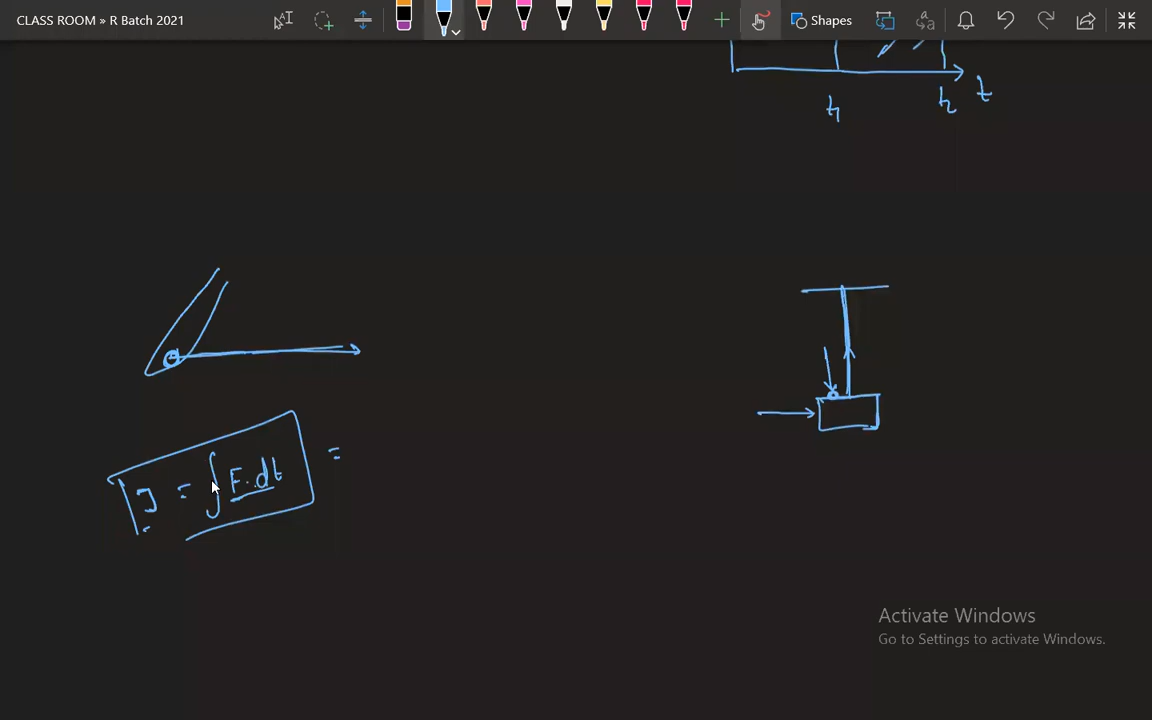 CLASS ROOM » R Batch 2021
Shapes
t₁ t₂ t
J = ∫ F. dt =
Activate Windows
Go to Settings to activate Windows.